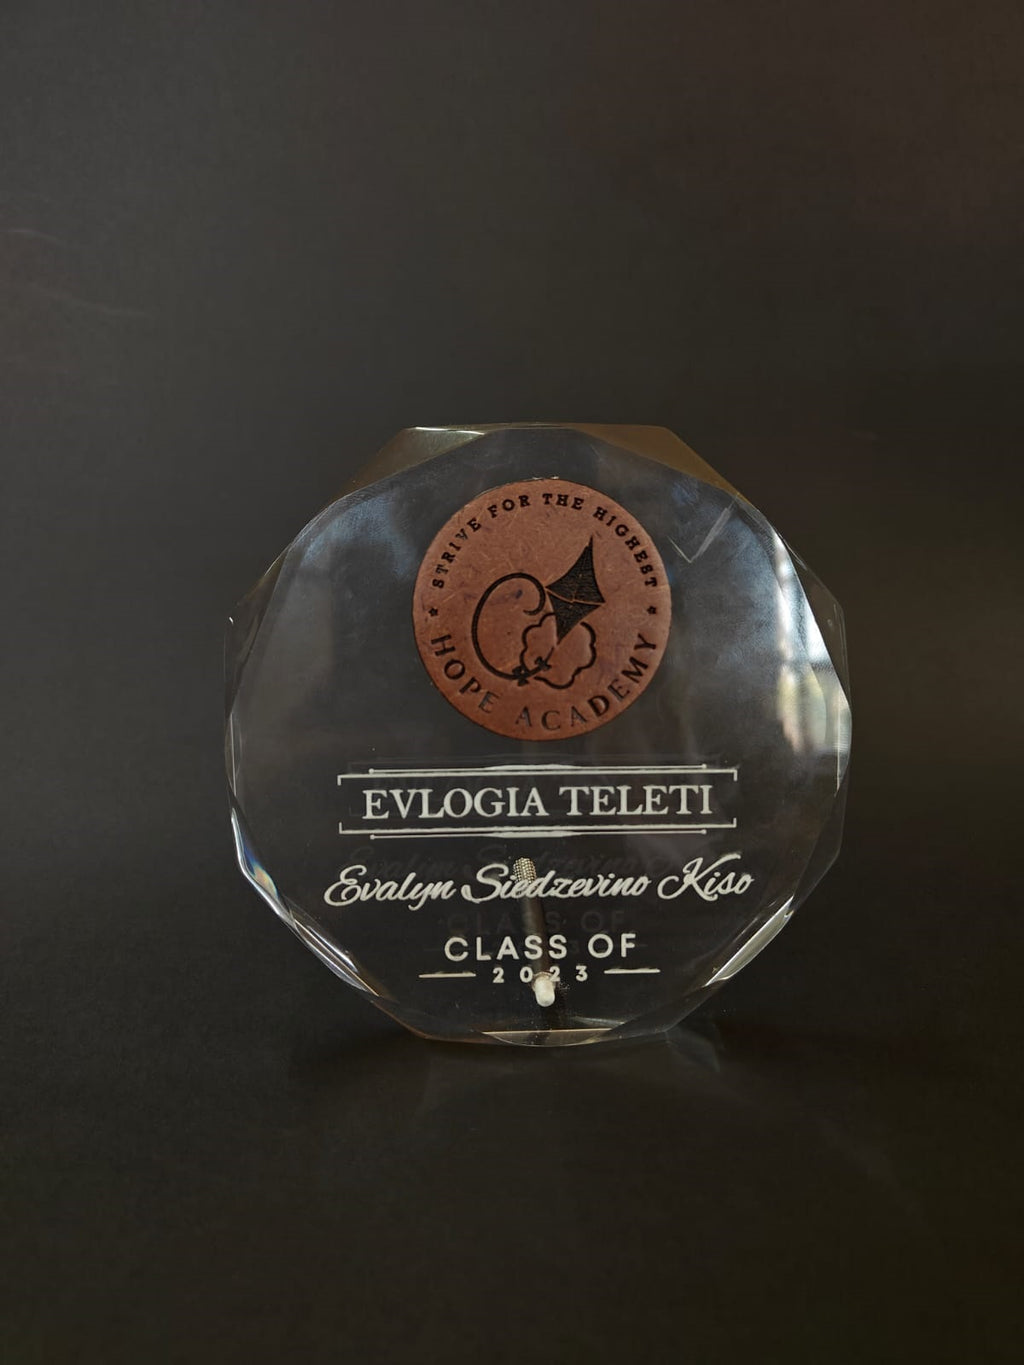 STRIVE FOR THE HIGHEST
HOPE ACADEMY
EVLOGIA TELETI
Evalyn Siedzevino Kiso
CLASS OF
2023